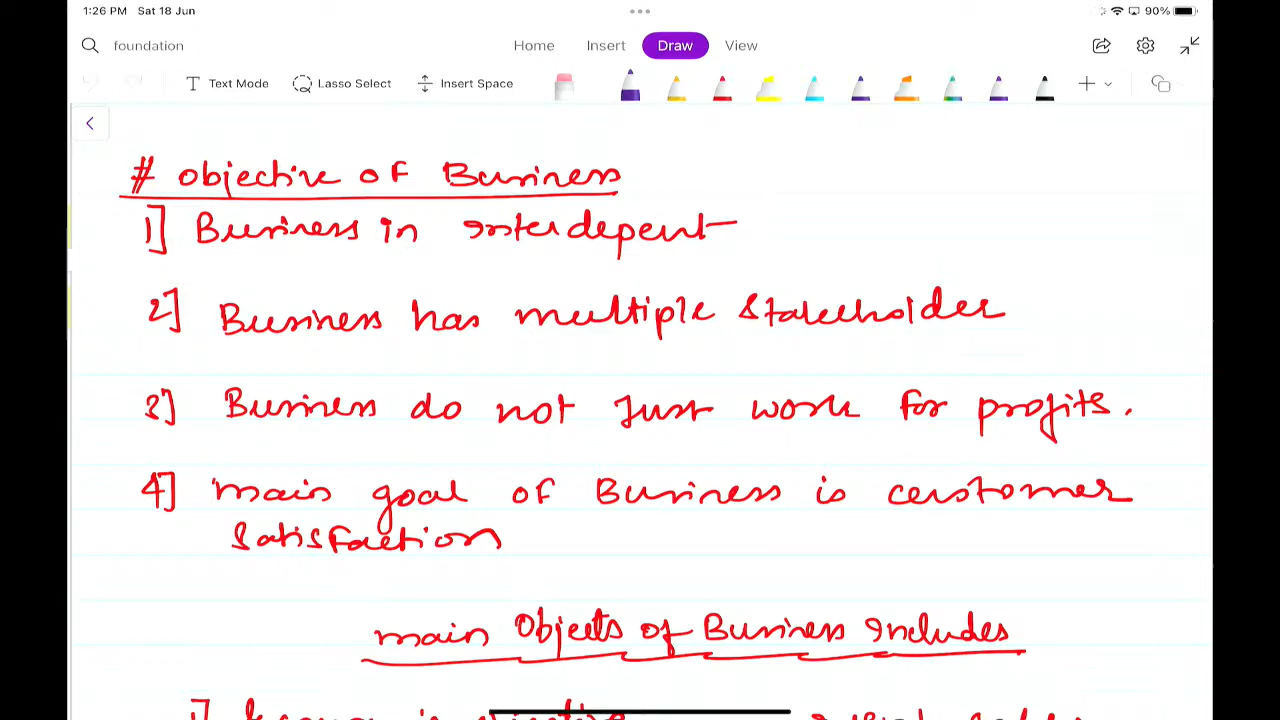 1:26 PM Sat 18 Jun 90%
foundation Home Insert Draw View
Text Mode Lasso Select Insert Space
# Objective of Business
1] Business in interdepent
2] Business has multiple stakeholder
3] Business do not just work for profits.
4] main goal of Business is customer
satisfaction
main Objects of Business Includes